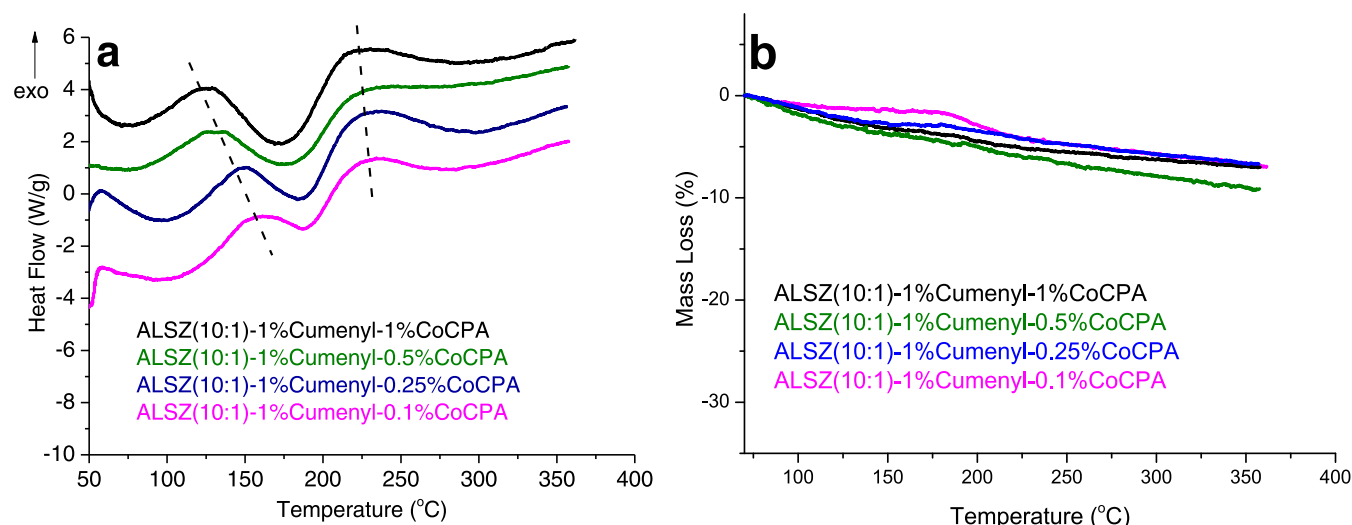 a
exo
6
4
2
0
-2
-4
-6
-8
-10
Heat Flow (W/g)
ALSZ(10:1)-1%Cumenyl-1%CoCPA
ALSZ(10:1)-1%Cumenyl-0.5%CoCPA
ALSZ(10:1)-1%Cumenyl-0.25%CoCPA
ALSZ(10:1)-1%Cumenyl-0.1%CoCPA
50 100 150 200 250 300 350 400
Temperature (°C)
b
0
-10
-20
-30
Mass Loss (%)
ALSZ(10:1)-1%Cumenyl-1%CoCPA
ALSZ(10:1)-1%Cumenyl-0.5%CoCPA
ALSZ(10:1)-1%Cumenyl-0.25%CoCPA
ALSZ(10:1)-1%Cumenyl-0.1%CoCPA
100 150 200 250 300 350 400
Temperature (°C)